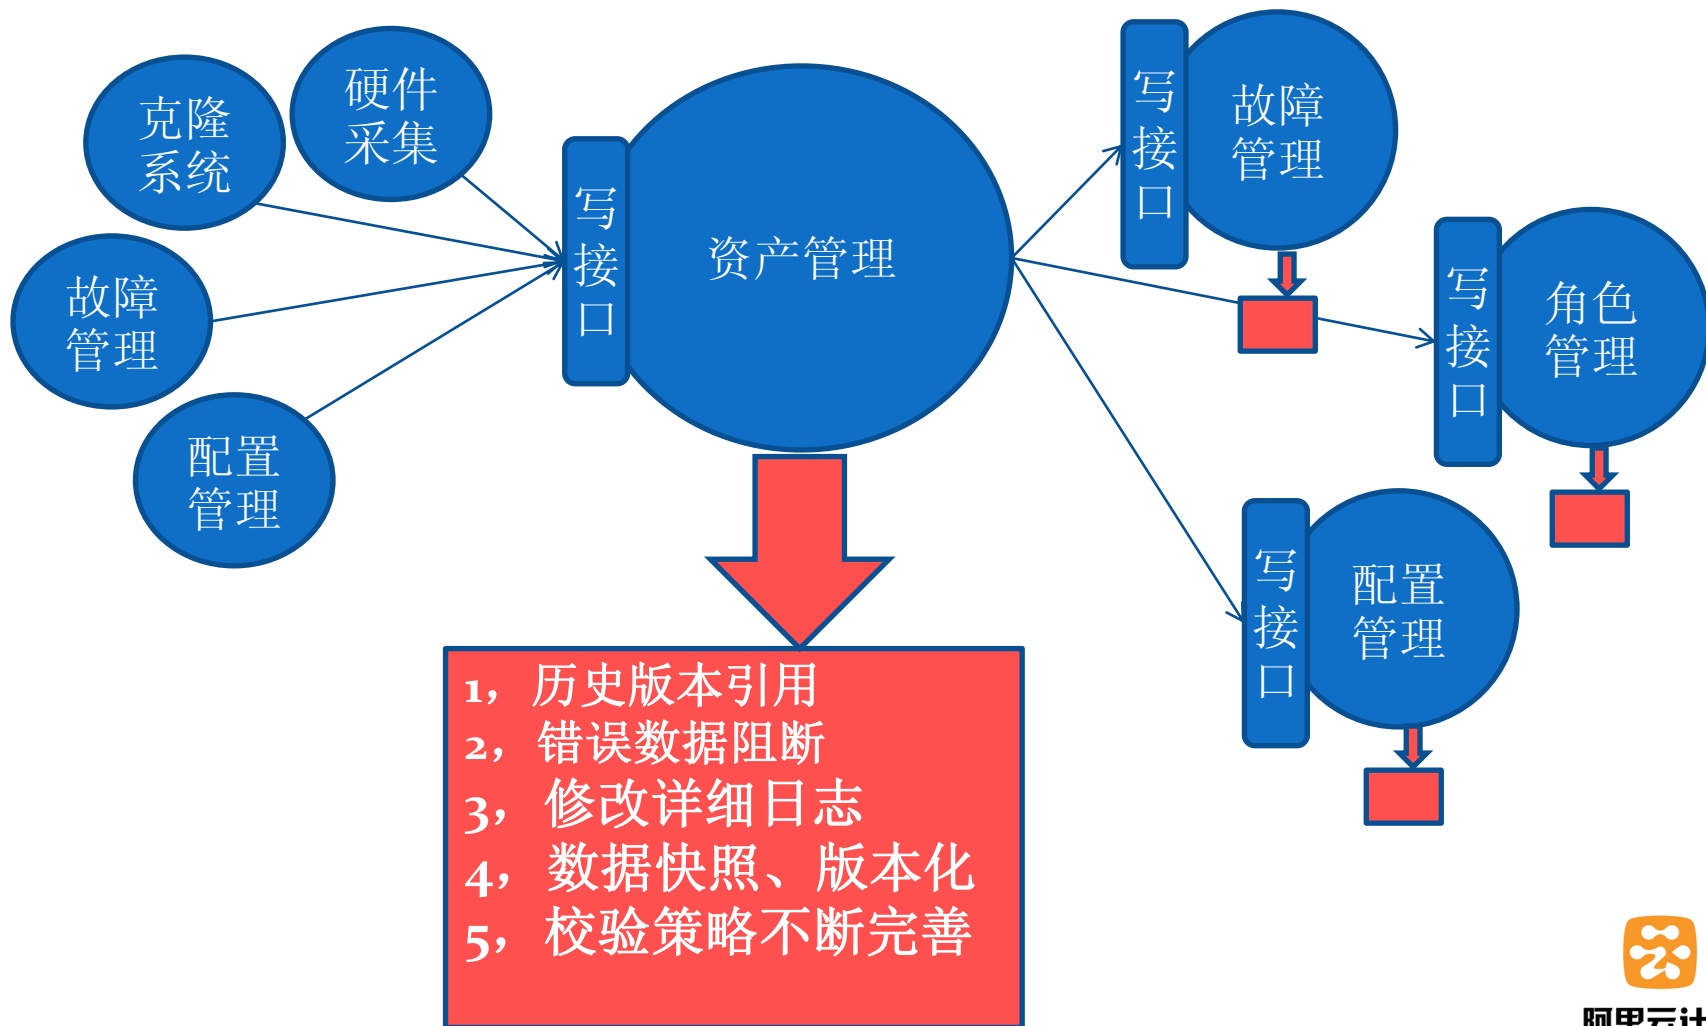 克隆
系统
硬件
采集
故障
管理
配置
管理
写
接
口
资产管理
写
接
口
故障
管理
写
接
口
角色
管理
写
接
口
配置
管理
1，历史版本引用
2，错误数据阻断
3，修改详细日志
4，数据快照、版本化
5，校验策略不断完善
阿里云计